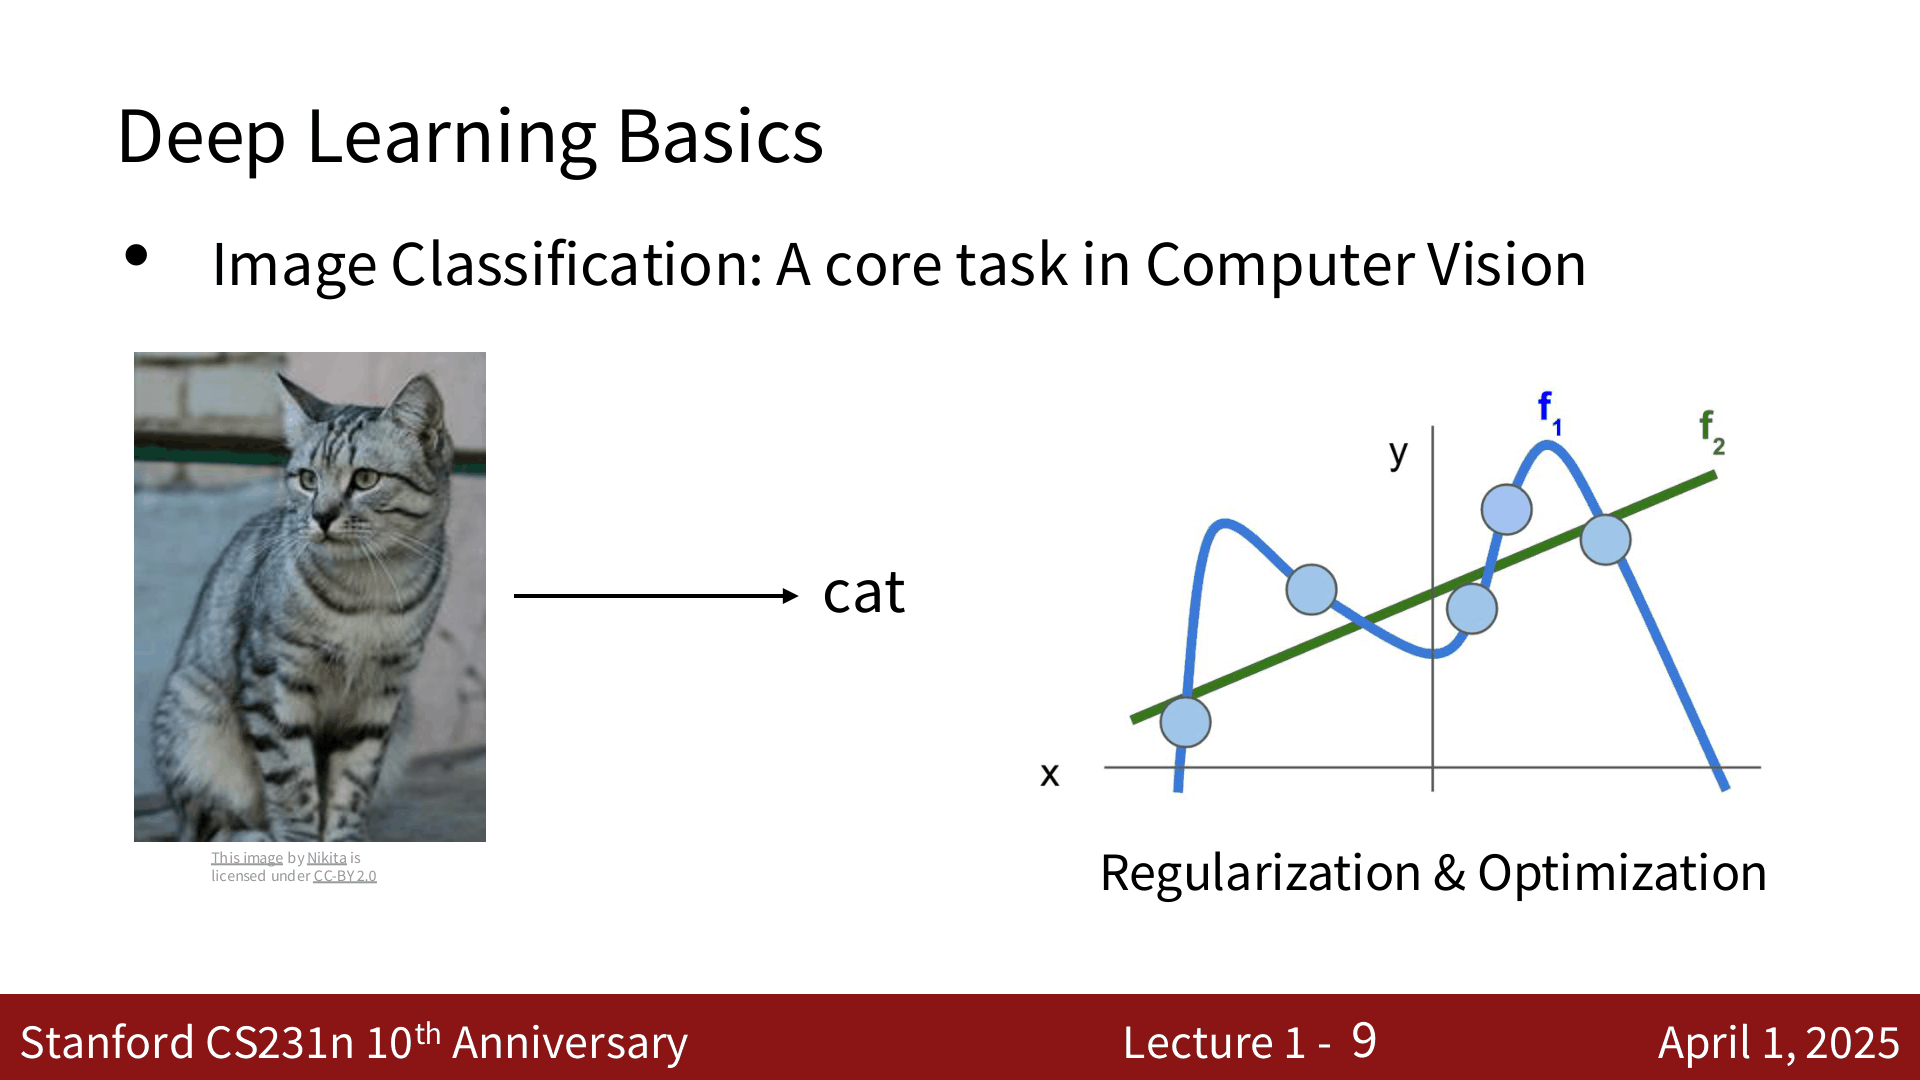 Deep Learning Basics
• Image Classification: A core task in Computer Vision
cat
This image by Nikita is
licensed under CC-BY 2.0
f1
f2
y
x
Regularization & Optimization
Stanford CS231n 10th Anniversary
Lecture 1 - 9
April 1, 2025